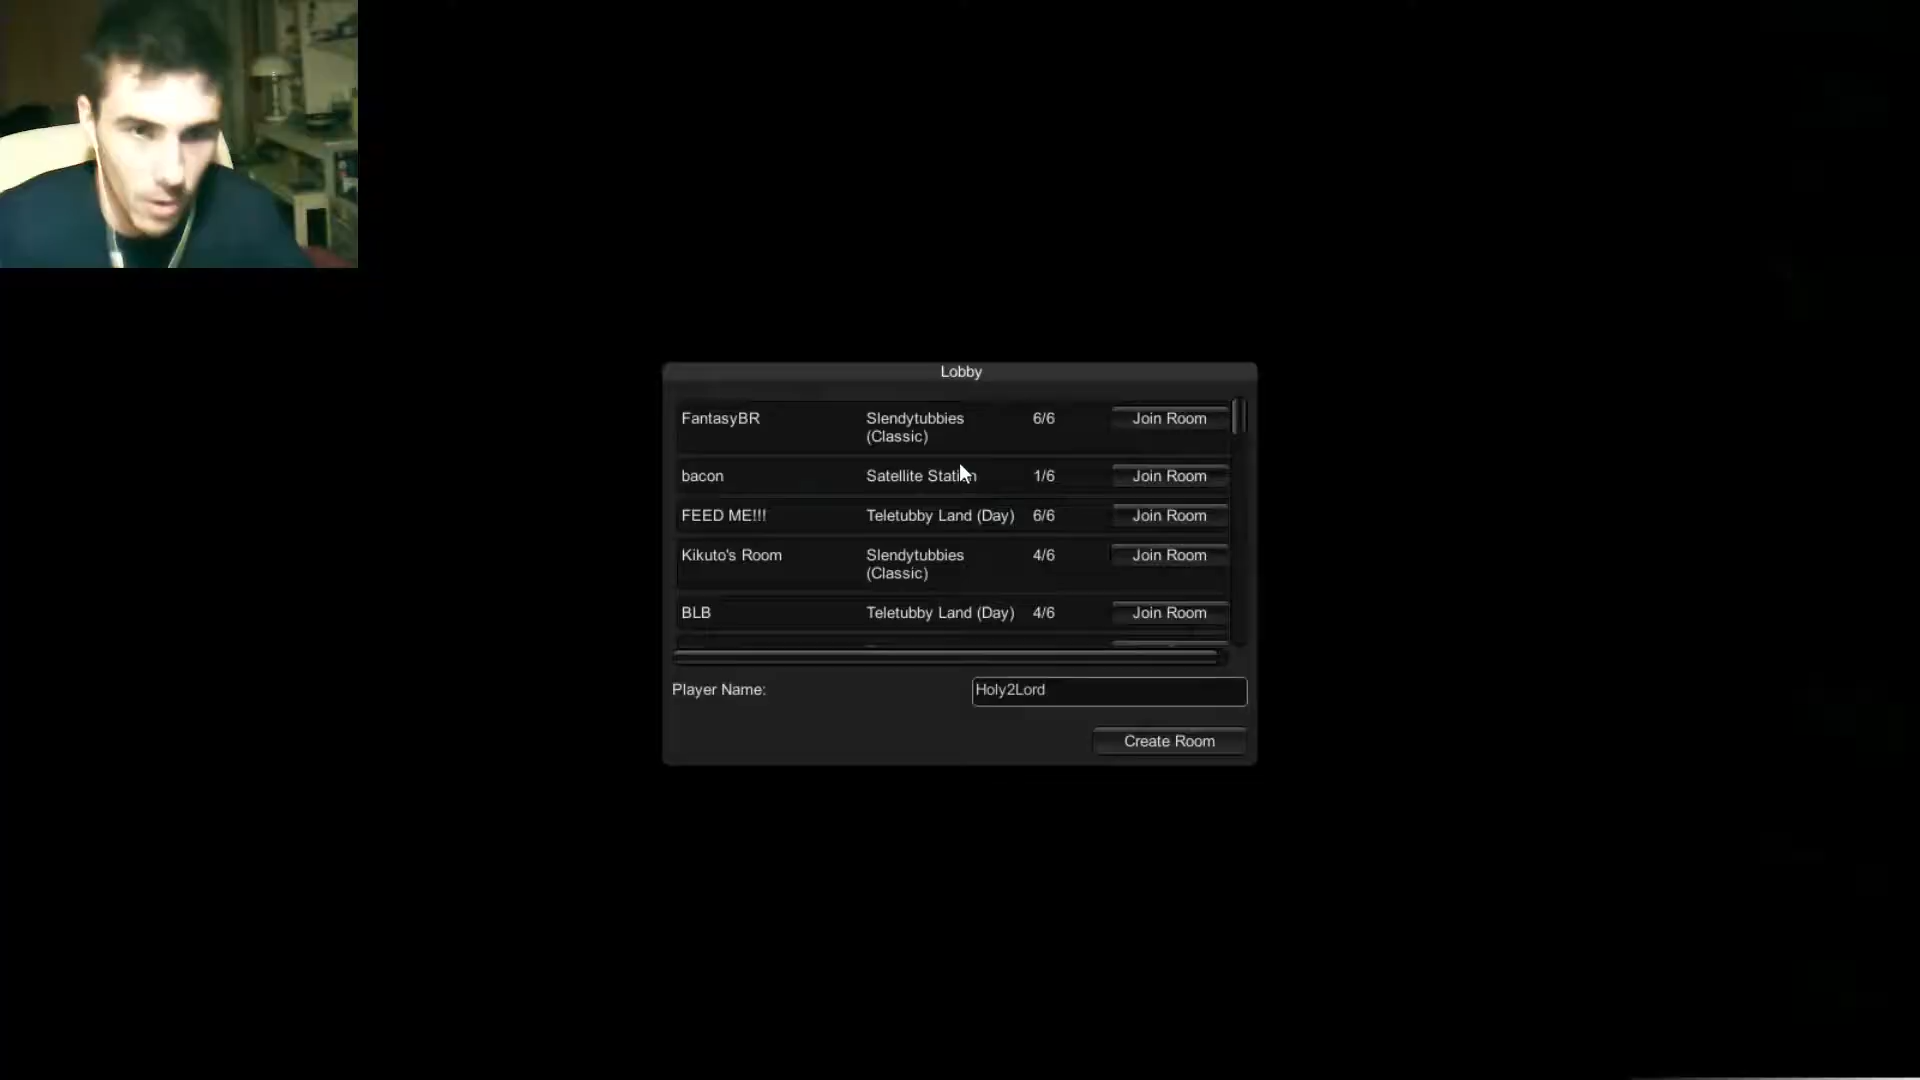 Lobby
FantasyBR Slendytubbies (Classic) 6/6 Join Room
bacon Satellite Station 1/6 Join Room
FEED ME!!! Teletubby Land (Day) 6/6 Join Room
Kikuto's Room Slendytubbies (Classic) 4/6 Join Room
BLB Teletubby Land (Day) 4/6 Join Room
Player Name: Holy2Lord
Create Room